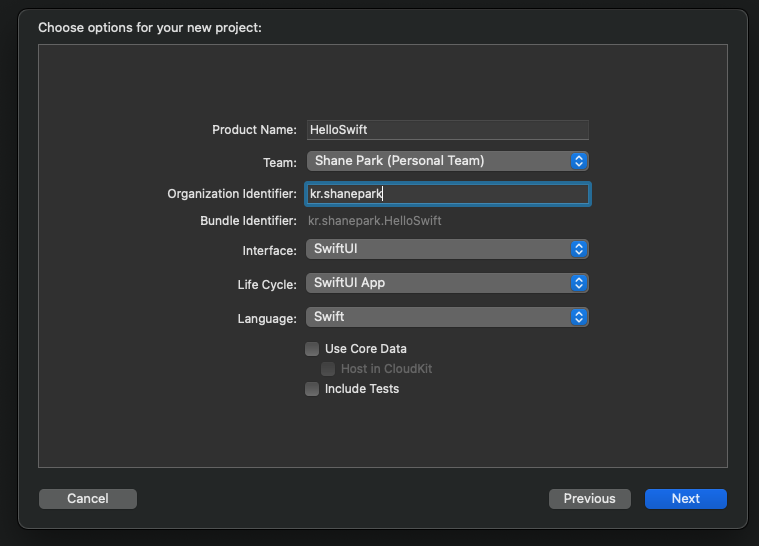 Choose options for your new project:
Product Name: HelloSwift
Team: Shane Park (Personal Team)
Organization Identifier: kr.shanepark
Bundle Identifier: kr.shanepark.HelloSwift
Interface: SwiftUI
Life Cycle: SwiftUI App
Language: Swift
Use Core Data
Host in CloudKit
Include Tests
Cancel Previous Next